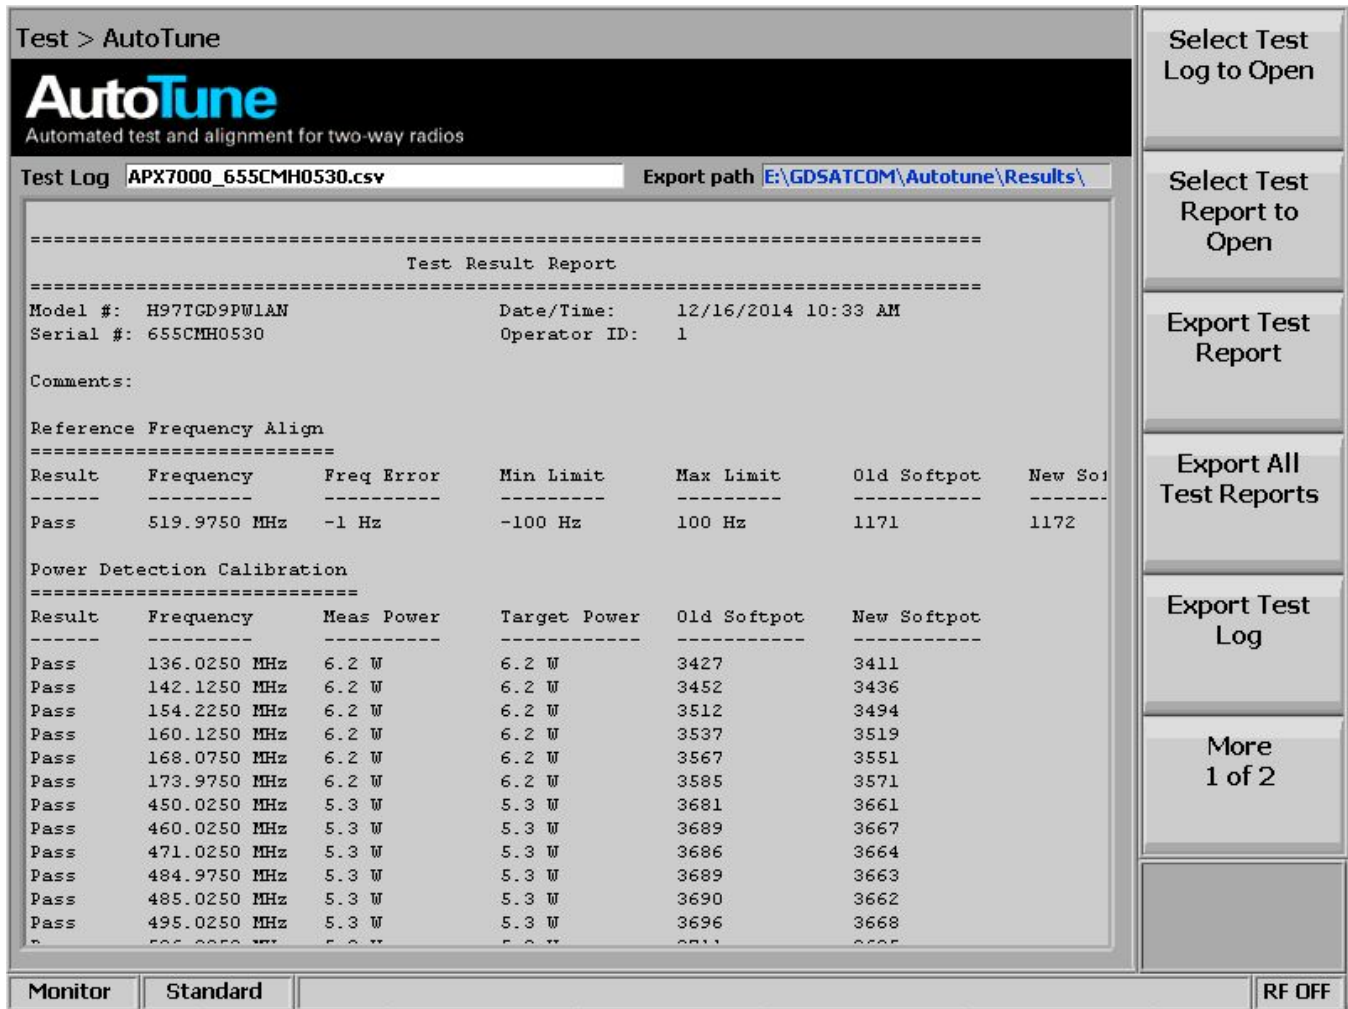 Test > AutoTune
AutoTune
Automated test and alignment for two-way radios
Test Log APX7000_655CMH0530.csv Export path E:\GDSATCOM\Autotune\Results\
Test Result Report
Model #: H97TGD9PW1AN Date/Time: 12/16/2014 10:33 AM
Serial #: 655CMH0530 Operator ID: 1
Comments:
Reference Frequency Align
Result Frequency Freq Error Min Limit Max Limit Old Softpot New
Pass 519.9750 MHz -1 Hz -100 Hz 100 Hz 1171 1172
Power Detection Calibration
Result Frequency Meas Power Target Power Old Softpot New Softpot
Pass 136.0250 MHz 6.2 W 6.2 W 3427 3411
Pass 142.1250 MHz 6.2 W 6.2 W 3452 3436
Pass 154.2250 MHz 6.2 W 6.2 W 3512 3494
Pass 160.1250 MHz 6.2 W 6.2 W 3537 3519
Pass 168.0750 MHz 6.2 W 6.2 W 3567 3551
Pass 173.9750 MHz 6.2 W 6.2 W 3585 3571
Pass 450.0250 MHz 5.3 W 5.3 W 3681 3661
Pass 460.0250 MHz 5.3 W 5.3 W 3689 3667
Pass 471.0250 MHz 5.3 W 5.3 W 3686 3664
Pass 484.9750 MHz 5.3 W 5.3 W 3689 3663
Pass 485.0250 MHz 5.3 W 5.3 W 3690 3662
Pass 495.0250 MHz 5.3 W 5.3 W 3696 3668
Select Test
Log to Open
Select Test
Report to
Open
Export Test
Report
Export All
Test Reports
Export Test
Log
More
1 of 2
Monitor Standard RF OFF